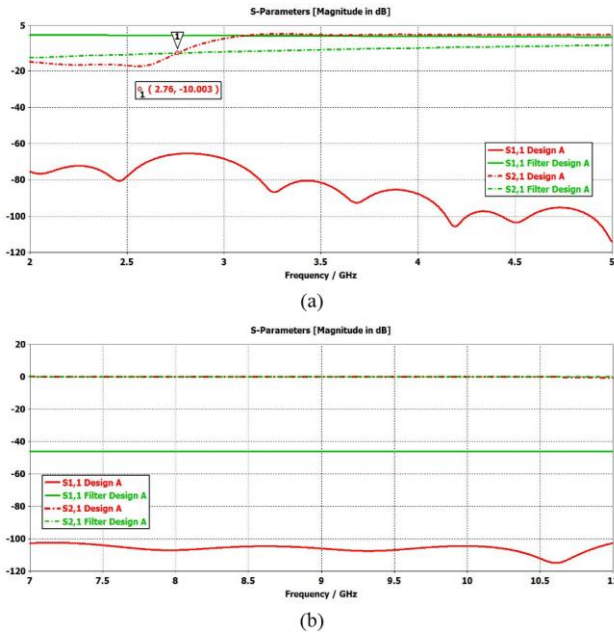 S-Parameters [Magnitude in dB]
5
-20
-40
-60
-80
-100
-120
1
1 ( 2.76, -10.003 )
S1,1 Design A
S1,1 Filter Design A
S2,1 Design A
S2,1 Filter Design A
2
2.5
3
3.5
4
4.5
5
Frequency / GHz
(a)
S-Parameters [Magnitude in dB]
20
0
-20
-40
-60
-80
-100
-120
S1,1 Design A
S1,1 Filter Design A
S2,1 Design A
S2,1 Filter Design A
7
7.5
8
8.5
9
9.5
10
10.5
11
Frequency / GHz
(b)